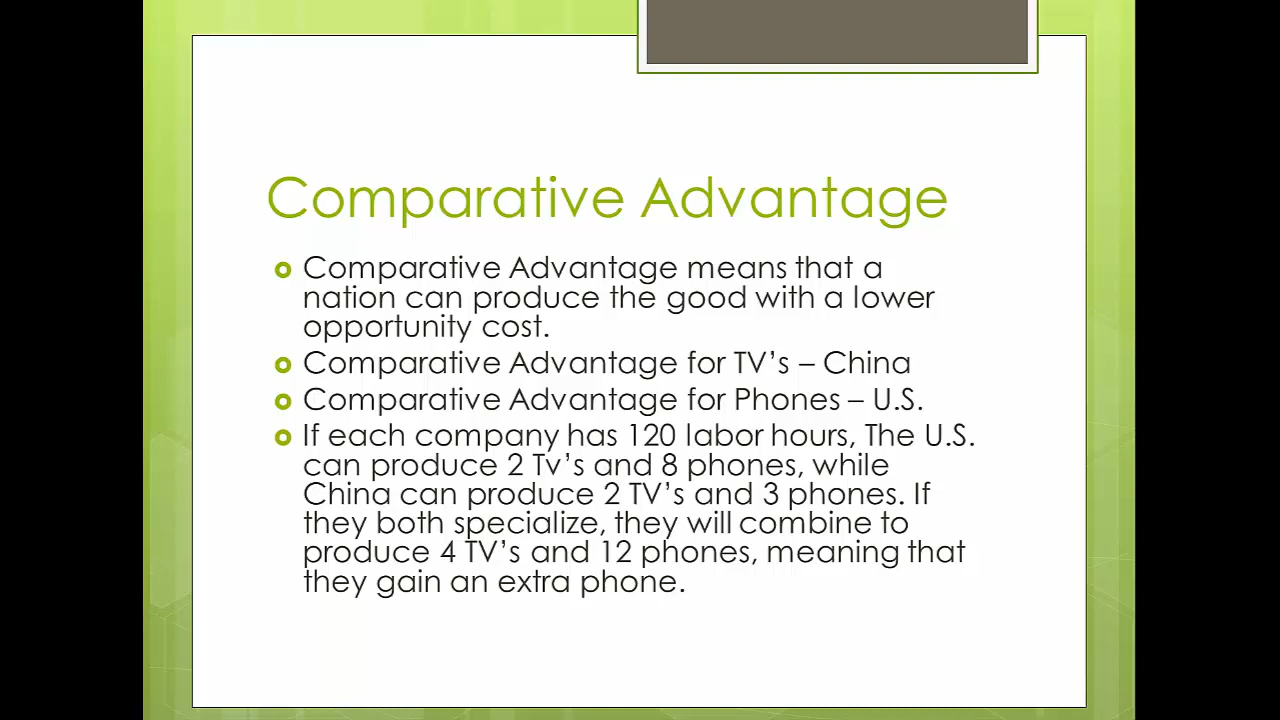 Comparative Advantage
Comparative Advantage means that a
nation can produce the good with a lower
opportunity cost.
Comparative Advantage for TV’s – China
Comparative Advantage for Phones – U.S.
If each company has 120 labor hours, The U.S.
can produce 2 Tv’s and 8 phones, while
China can produce 2 TV’s and 3 phones. If
they both specialize, they will combine to
produce 4 TV’s and 12 phones, meaning that
they gain an extra phone.